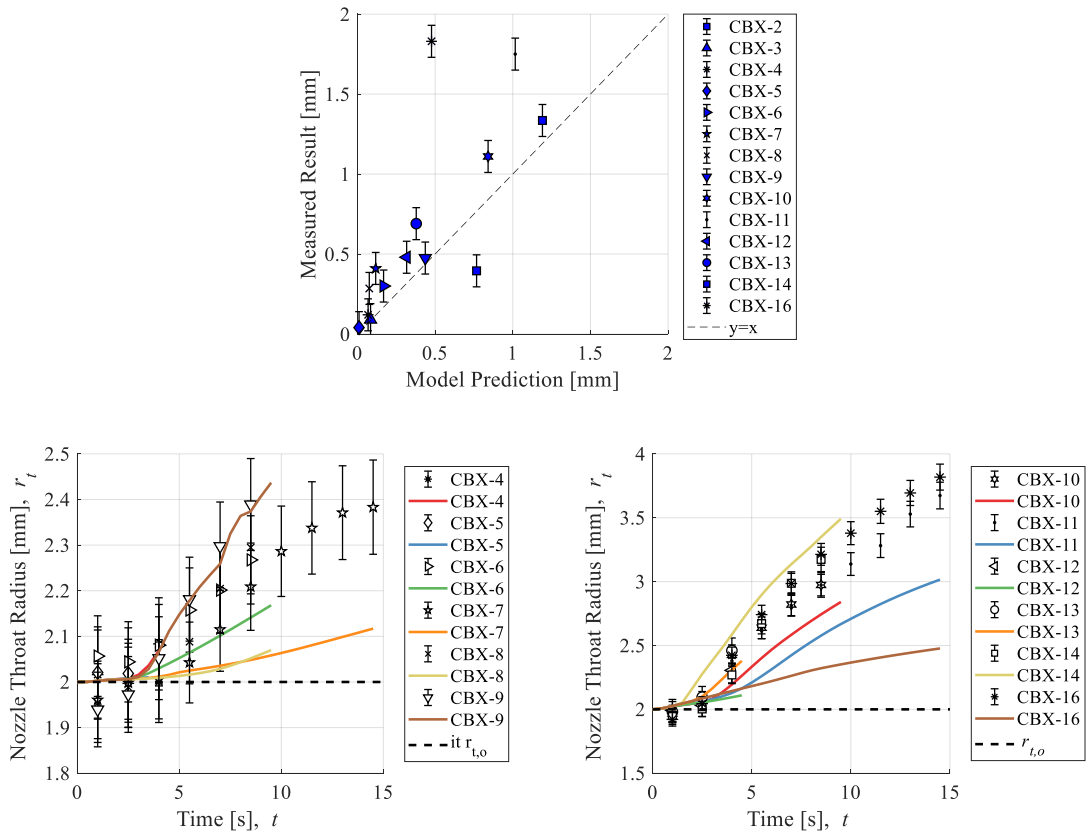 2
1.5
1
0.5
0
Measured Result [mm]
0
0.5
1
1.5
2
Model Prediction [mm]
CBX-2
CBX-3
CBX-4
CBX-5
CBX-6
CBX-7
CBX-8
CBX-9
CBX-10
CBX-11
CBX-12
CBX-13
CBX-14
CBX-16
y=x
2.5
2.4
2.3
2.2
2.1
2
1.9
1.8
Nozzle Throat Radius [mm], r_t
0
5
10
15
Time [s], t
CBX-4
CBX-4
CBX-5
CBX-5
CBX-6
CBX-6
CBX-7
CBX-7
CBX-8
CBX-8
CBX-9
CBX-9
it r_t,o
4
3.5
3
2.5
2
1.5
Nozzle Throat Radius [mm], r_t
0
5
10
15
Time [s], t
CBX-10
CBX-10
CBX-11
CBX-11
CBX-12
CBX-12
CBX-13
CBX-13
CBX-14
CBX-14
CBX-16
CBX-16
r_t,o